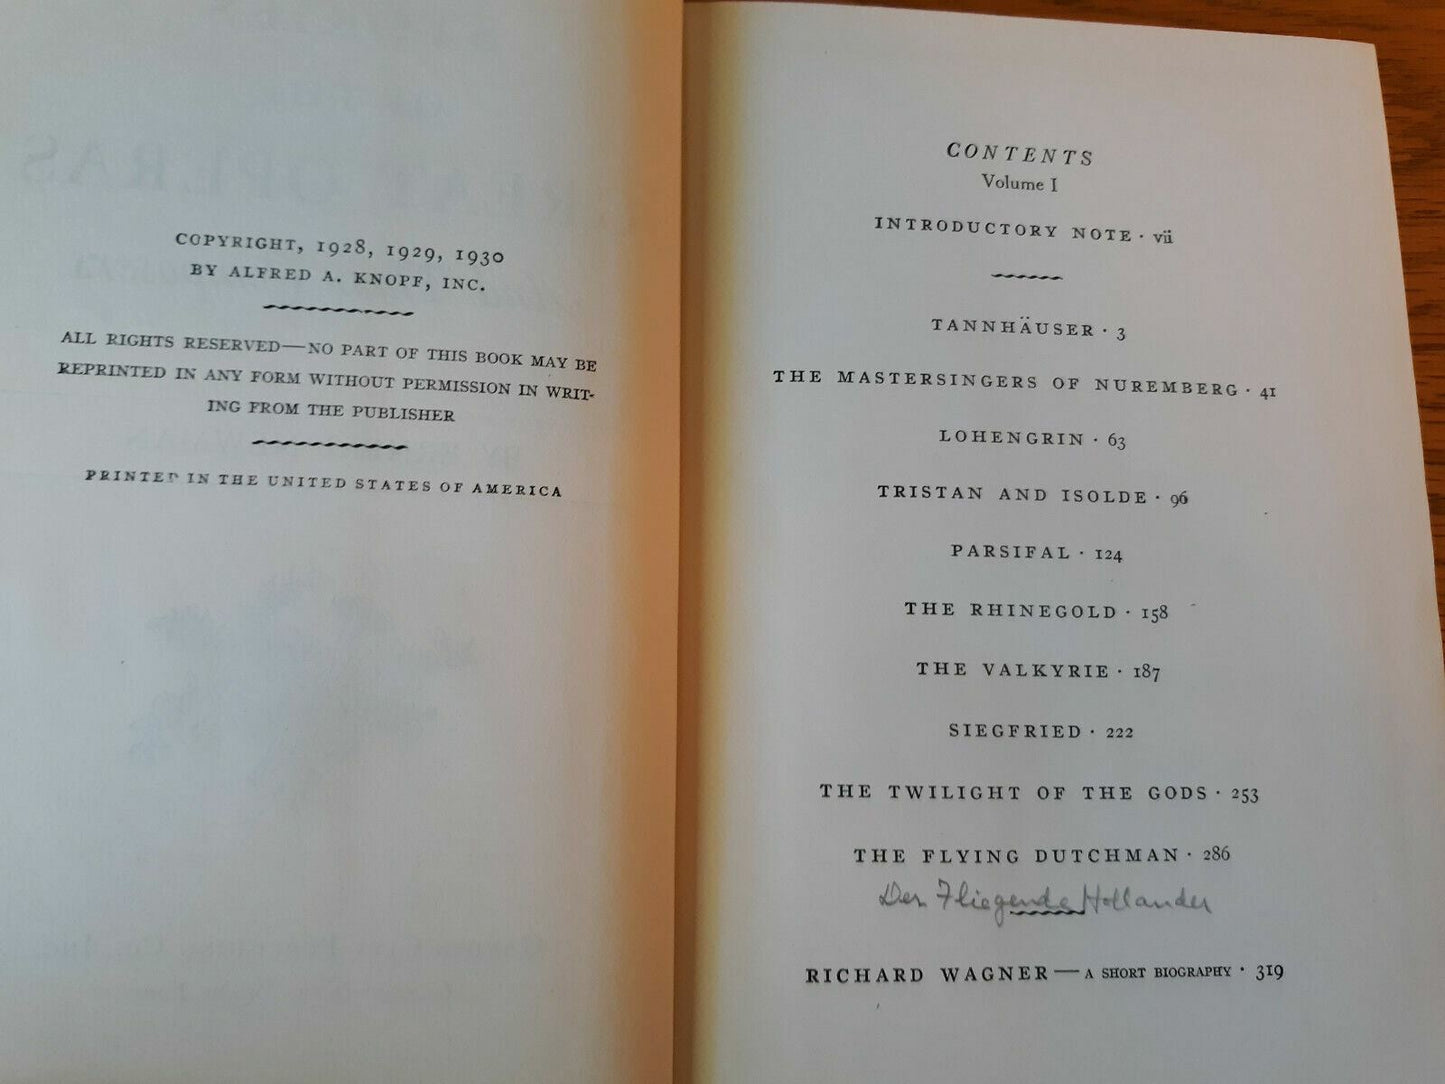 COPYRIGHT, 1928, 1929, 1930
BY ALFRED A. KNOPF, INC.
ALL RIGHTS RESERVED—NO PART OF THIS BOOK MAY BE
REPRINTED IN ANY FORM WITHOUT PERMISSION IN WRIT-
ING FROM THE PUBLISHER
PRINTED IN THE UNITED STATES OF AMERICA
CONTENTS
Volume I
INTRODUCTORY NOTE · vii
TANNHÄUSER · 3
THE MASTERSINGERS OF NUREMBERG · 41
LOHENGRIN · 63
TRISTAN AND ISOLDE · 96
PARSIFAL · 124
THE RHINEGOLD · 158
THE VALKYRIE · 187
SIEGFRIED · 222
THE TWILIGHT OF THE GODS · 253
THE FLYING DUTCHMAN · 286
Der Fliegende Hollander
RICHARD WAGNER—A SHORT BIOGRAPHY · 319